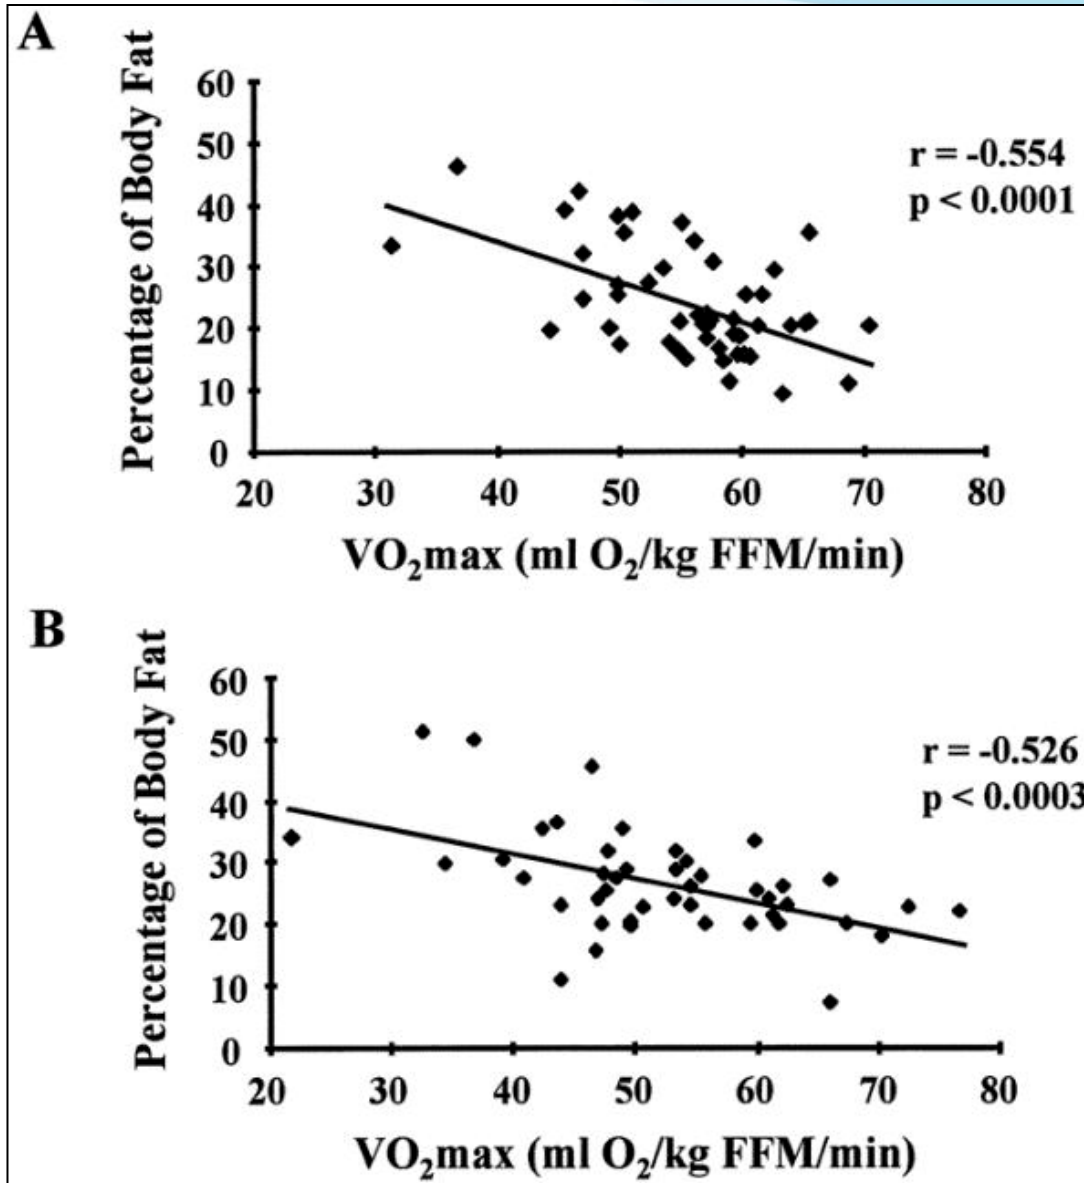 A
Percentage of Body Fat
60
50
40
30
20
10
0
r = -0.554
p < 0.0001
20 30 40 50 60 70 80
VO₂max (ml O₂/kg FFM/min)
B
Percentage of Body Fat
60
50
40
30
20
10
0
r = -0.526
p < 0.0003
20 30 40 50 60 70 80
VO₂max (ml O₂/kg FFM/min)